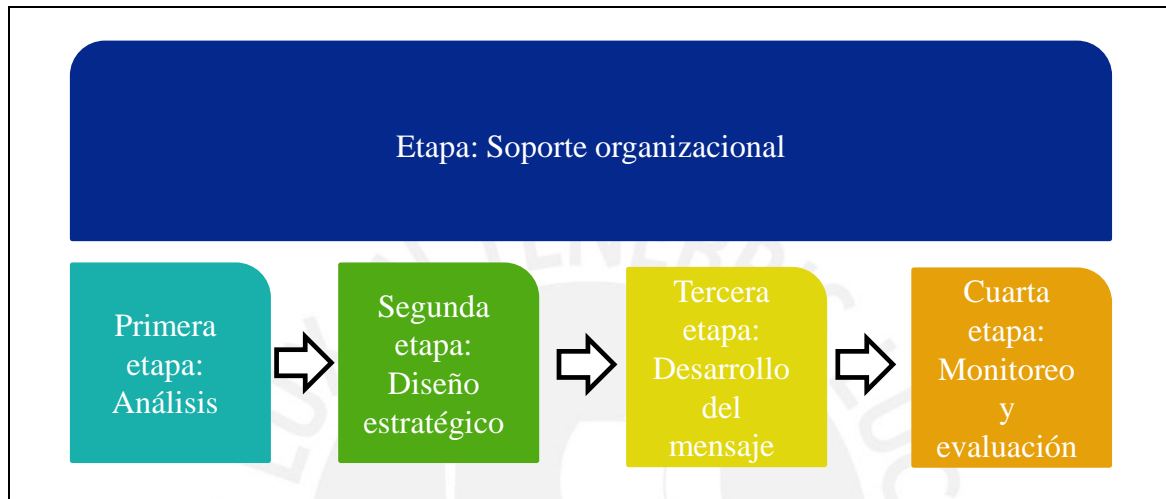 Etapa: Soporte organizacional
Primera
etapa:
Análisis
Segunda
etapa:
Diseño
estratégico
Tercera
etapa:
Desarrollo
del
mensaje
Cuarta
etapa:
Monitoreo
y
evaluación